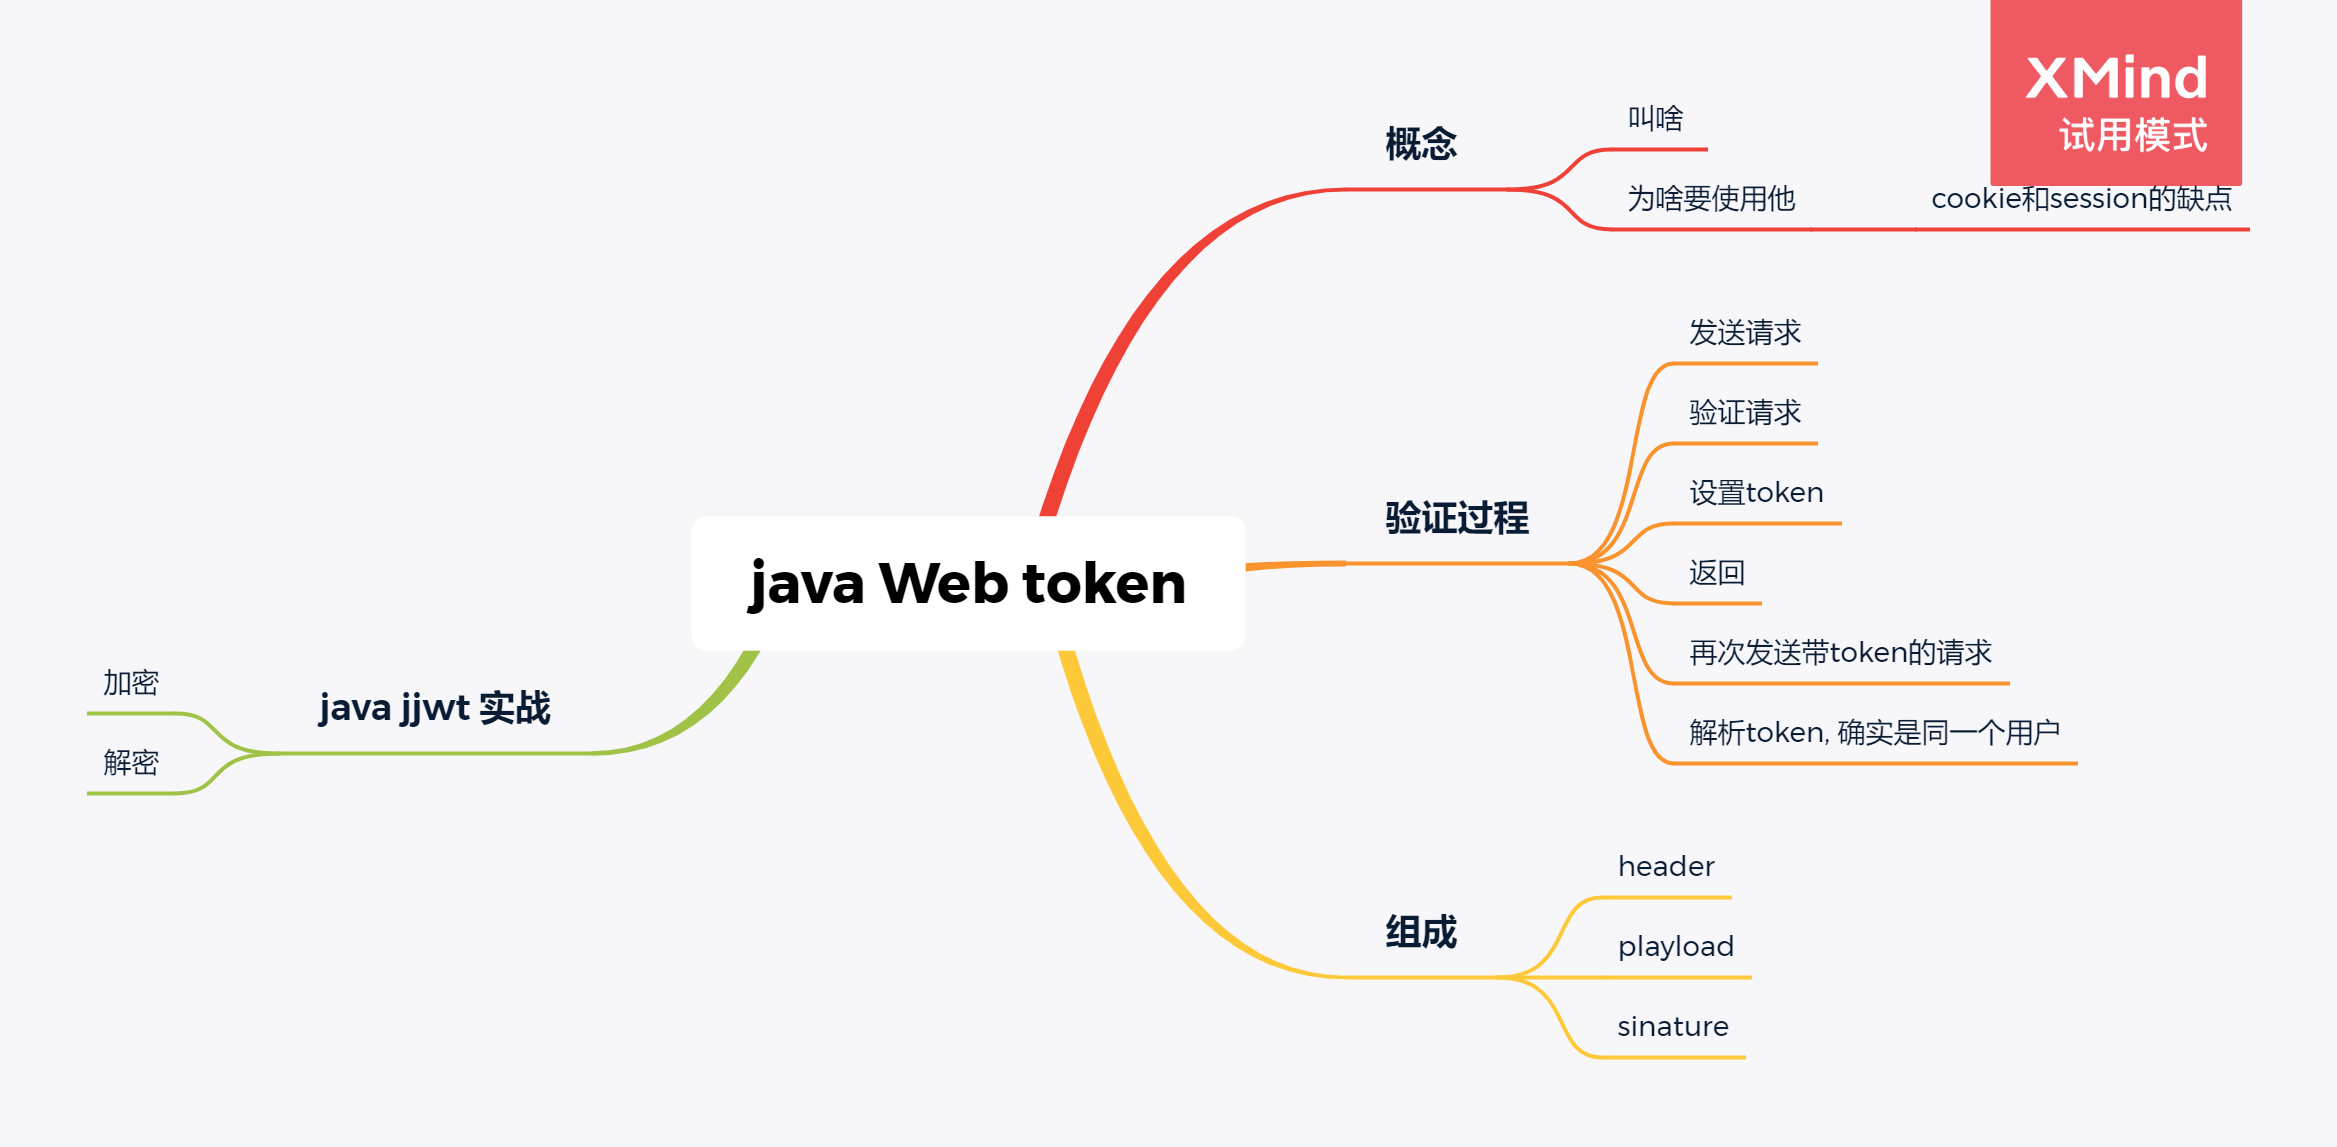 XMind
试用模式
概念
叫啥
为啥要使用他
cookie和session的缺点
验证过程
发送请求
验证请求
设置token
返回
再次发送带token的请求
解析token, 确实是同一个用户
java Web token
java jjwt 实战
加密
解密
组成
header
playload
sinature